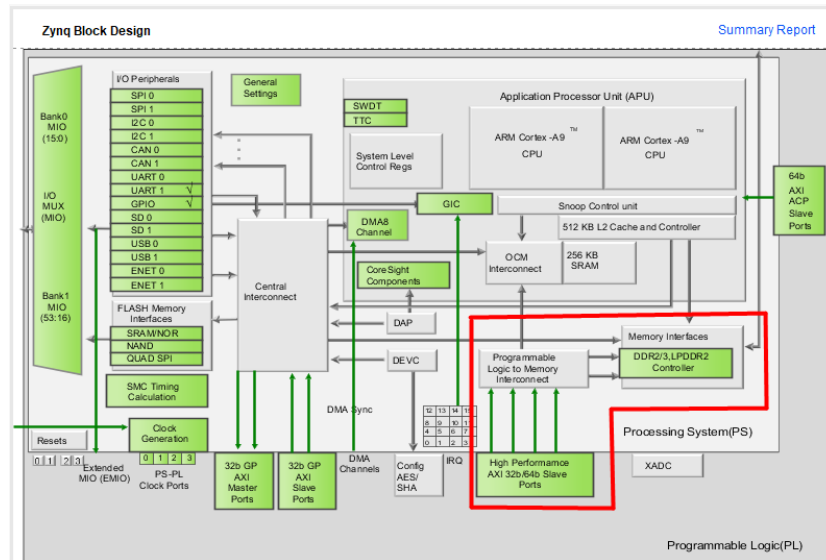 Zynq Block Design
Summary Report
I/O Peripherals
SPI 0
SPI 1
I2C 0
I2C 1
CAN 0
CAN 1
UART 0
UART 1 √
GPIO √
SD 0
SD 1
USB 0
USB 1
ENET 0
ENET 1
Bank0
MIO
(15:0)
I/O
MUX
(MIO)
Bank1
MIO
(53:16)
FLASH Memory
Interfaces
SRAM/NOR
NAND
QUAD SPI
SMC Timing
Calculation
General
Settings
Application Processor Unit (APU)
SWDT
TTC
System Level
Control Regs
ARM Cortex -A9 ™
CPU
ARM Cortex -A9 ™
CPU
GIC
Snoop Control unit
512 KB L2 Cache and Controller
64b
AXI
ACP
Slave
Ports
DMA8
Channel
OCM
Interconnect
256 KB
SRAM
Central
Interconnect
CoreSight
Components
DAP
DEVC
Programmable
Logic to Memory
Interconnect
Memory Interfaces
DDR2/3,LPDDR2
Controller
DMA Sync
12 13 14 15
8 9 10 11
4 5 6 7
0 1 2 3
Processing System(PS)
Resets
0 1 2 3
Clock
Generation
0 1 2 3
Extended
MIO (EMIO)
PS-PL
Clock Ports
32b GP
AXI
Master
Ports
32b GP
AXI
Slave
Ports
DMA
Channels
Config
AES/
SHA
IRQ
High Performance
AXI 32b/64b Slave
Ports
XADC
Programmable Logic(PL)